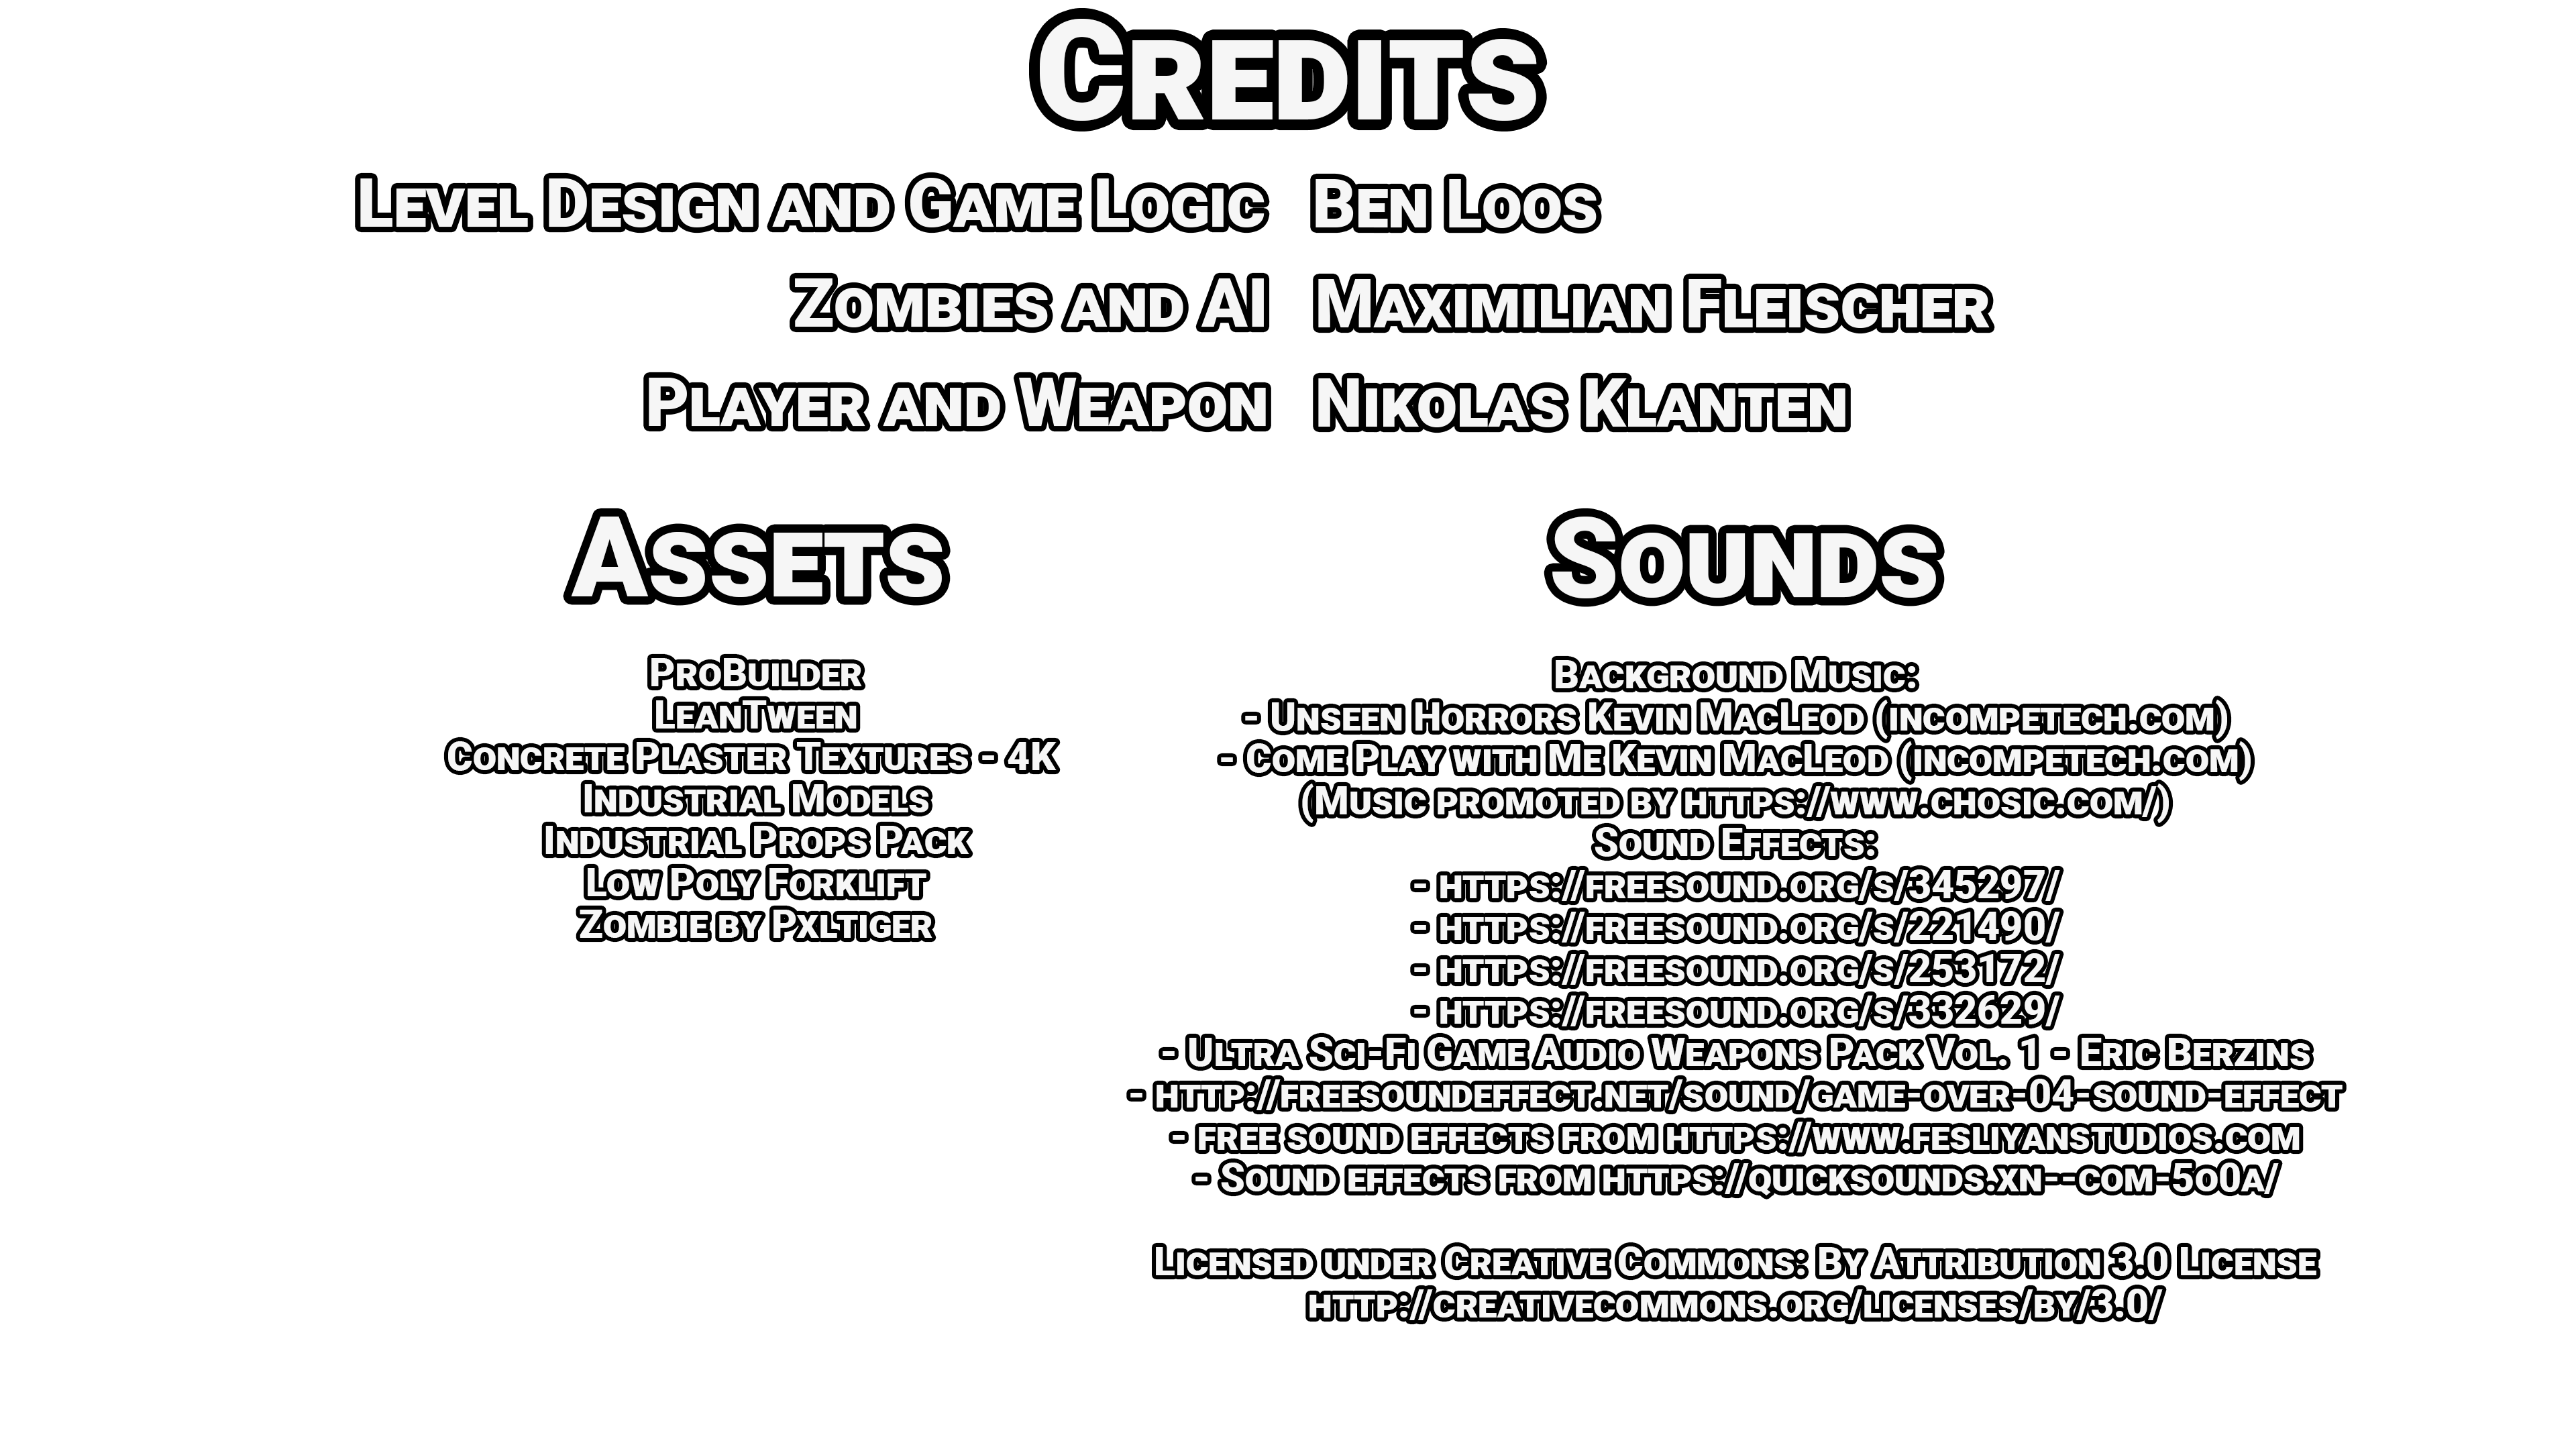 Credits
Level Design and Game Logic Ben Loos
Zombies and AI Maximilian Fleischer
Player and Weapon Nikolas Klanten
Assets
ProBuilder
LeanTween
Concrete Plaster Textures - 4K
Industrial Models
Industrial Props Pack
Low Poly Forklift
Zombie by Pxltiger
Sounds
Background Music:
- Unseen Horrors Kevin MacLeod (incompetech.com)
- Come Play with Me Kevin MacLeod (incompetech.com)
(Music promoted by https://www.chosic.com/)
Sound Effects:
- https://freesound.org/s/345297/
- https://freesound.org/s/221490/
- https://freesound.org/s/253172/
- https://freesound.org/s/332629/
- Ultra Sci-Fi Game Audio Weapons Pack Vol. 1 - Eric Berzins
- http://freesoundeffect.net/sound/game-over-04-sound-effect
- free sound effects from https://www.fesliyanstudios.com
- Sound effects from https://quicksounds.xn--com-5o0a/
Licensed under Creative Commons: By Attribution 3.0 License
http://creativecommons.org/licenses/by/3.0/